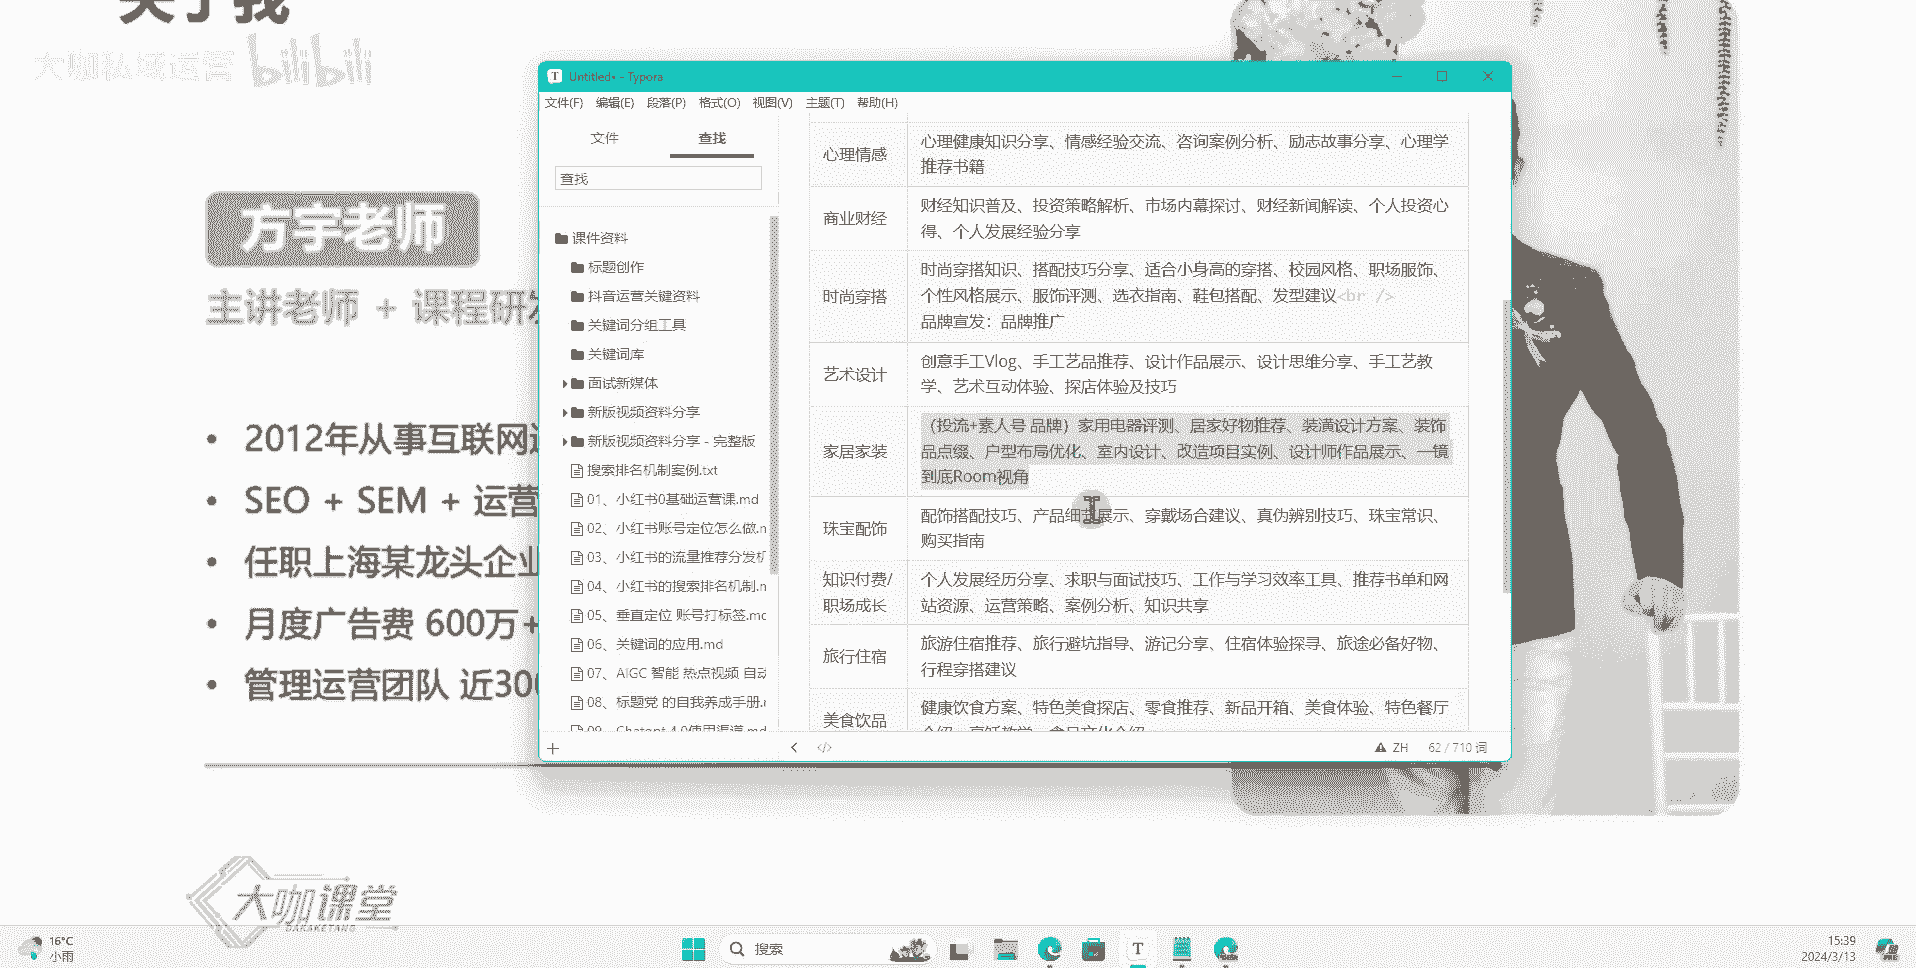 关于我
大咖私域运营 bilibili
方宇老师
主讲老师 + 课程研发
• 2012年从事互联网
• SEO + SEM + 运营
• 任职上海某龙头企业
• 月度广告费 600万+
• 管理运营团队 近300
大咖课堂
DAKAKETANG
Untitled• - Typora
文件(F) 编辑(E) 段落(P) 格式(O) 视图(V) 主题(T) 帮助(H)
文件 查找
查找
课件资料
标题创作
抖音运营关键资料
关键词分组工具
关键词库
面试新媒体
新版视频资料分享
新版视频资料分享 - 完整版
搜索排名机制案例.txt
01、小红书0基础运营课.md
02、小红书账号定位怎么做.n
03、小红书的流量推荐分发机
04、小红书的搜索排名机制.n
05、垂直定位 账号打标签.mc
06、关键词的应用.md
07、AIGC 智能 热点视频 自动
08、标题党 的自我养成手册.r
09、Chatgpt 4.0使用渠道.md
心理情感
心理健康知识分享、情感经验交流、咨询案例分析、励志故事分享、心理学
推荐书籍
商业财经
财经知识普及、投资策略解析、市场内幕探讨、财经新闻解读、个人投资心
得、个人发展经验分享
时尚穿搭
时尚穿搭知识、搭配技巧分享、适合小身高的穿搭、校园风格、职场服饰、
个性风格展示、服饰评测、选衣指南、鞋包搭配、发型建议<br />
品牌宣发：品牌推广
艺术设计
创意手工Vlog、手工艺品推荐、设计作品展示、设计思维分享、手工艺教
学、艺术互动体验、探店体验及技巧
家居家装
（投流+素人号 品牌）家用电器评测、居家好物推荐、装潢设计方案、装饰
品点缀、户型布局优化、室内设计、改造项目实例、设计师作品展示、一镜
到底Room视角
珠宝配饰
配饰搭配技巧、产品细节展示、穿戴场合建议、真伪辨别技巧、珠宝常识、
购买指南
知识付费/
职场成长
个人发展经历分享、求职与面试技巧、工作与学习效率工具、推荐书单和网
站资源、运营策略、案例分析、知识共享
旅行住宿
旅游住宿推荐、旅行避坑指导、游记分享、住宿体验探寻、旅途必备好物、
行程穿搭建议
美食饮品
健康饮食方案、特色美食探店、零食推荐、新品开箱、美食体验、特色餐厅
介绍、烹饪教学、食品文化介绍
ZH 62 / 710 词
16°C
小雨
搜索
15:39
2024/3/13